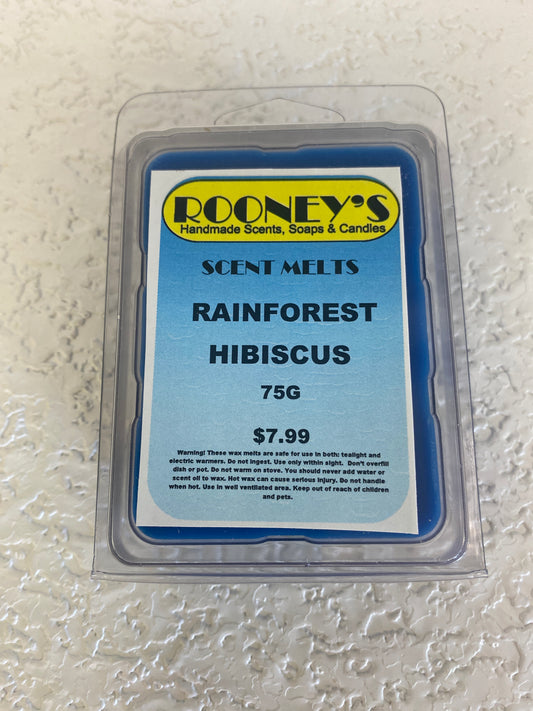 ROONEY'S
Handmade Scents, Soaps & Candles
SCENT MELTS
RAINFOREST
HIBISCUS
75G
$7.99
Warning! These wax melts are safe for use in both: tealight and
electric warmers. Do not ingest. Use only within sight. Don't overfill
dish or pot. Do not warm on stove. You should never add water or
scent oil to wax. Hot wax can cause serious injury. Do not handle
when hot. Use in well ventilated area. Keep out of reach of children
and pets.